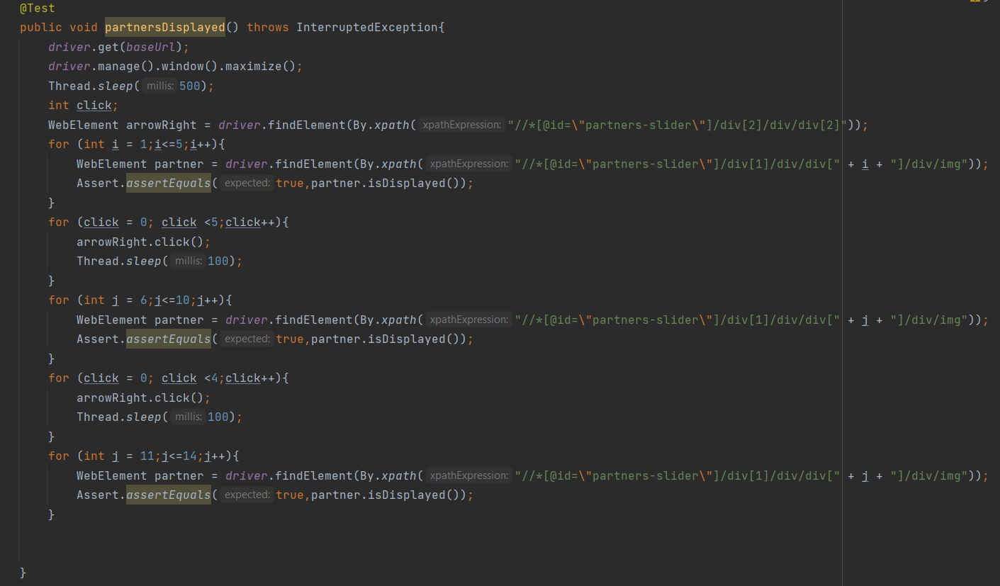 @Test
public void partnersDisplayed() throws InterruptedException{
driver.get(baseUrl);
driver.manage().window().maximize();
Thread.sleep( millis: 500);
int click;
WebElement arrowRight = driver.findElement(By.xpath( xpathExpression: "//*[@id=\"partners-slider\"]/div[2]/div/div[2]"));
for (int i = 1;i<=5;i++){
WebElement partner = driver.findElement(By.xpath( xpathExpression: "//*[@id=\"partners-slider\"]/div[1]/div/div[" + i + "]/div/img"));
Assert.assertEquals( expected: true,partner.isDisplayed());
}
for (click = 0; click <5;click++){
arrowRight.click();
Thread.sleep( millis: 100);
}
for (int j = 6;j<=10;j++){
WebElement partner = driver.findElement(By.xpath( xpathExpression: "//*[@id=\"partners-slider\"]/div[1]/div/div[" + j + "]/div/img"));
Assert.assertEquals( expected: true,partner.isDisplayed());
}
for (click = 0; click <4;click++){
arrowRight.click();
Thread.sleep( millis: 100);
}
for (int j = 11;j<=14;j++){
WebElement partner = driver.findElement(By.xpath( xpathExpression: "//*[@id=\"partners-slider\"]/div[1]/div/div[" + j + "]/div/img"));
Assert.assertEquals( expected: true,partner.isDisplayed());
}
}